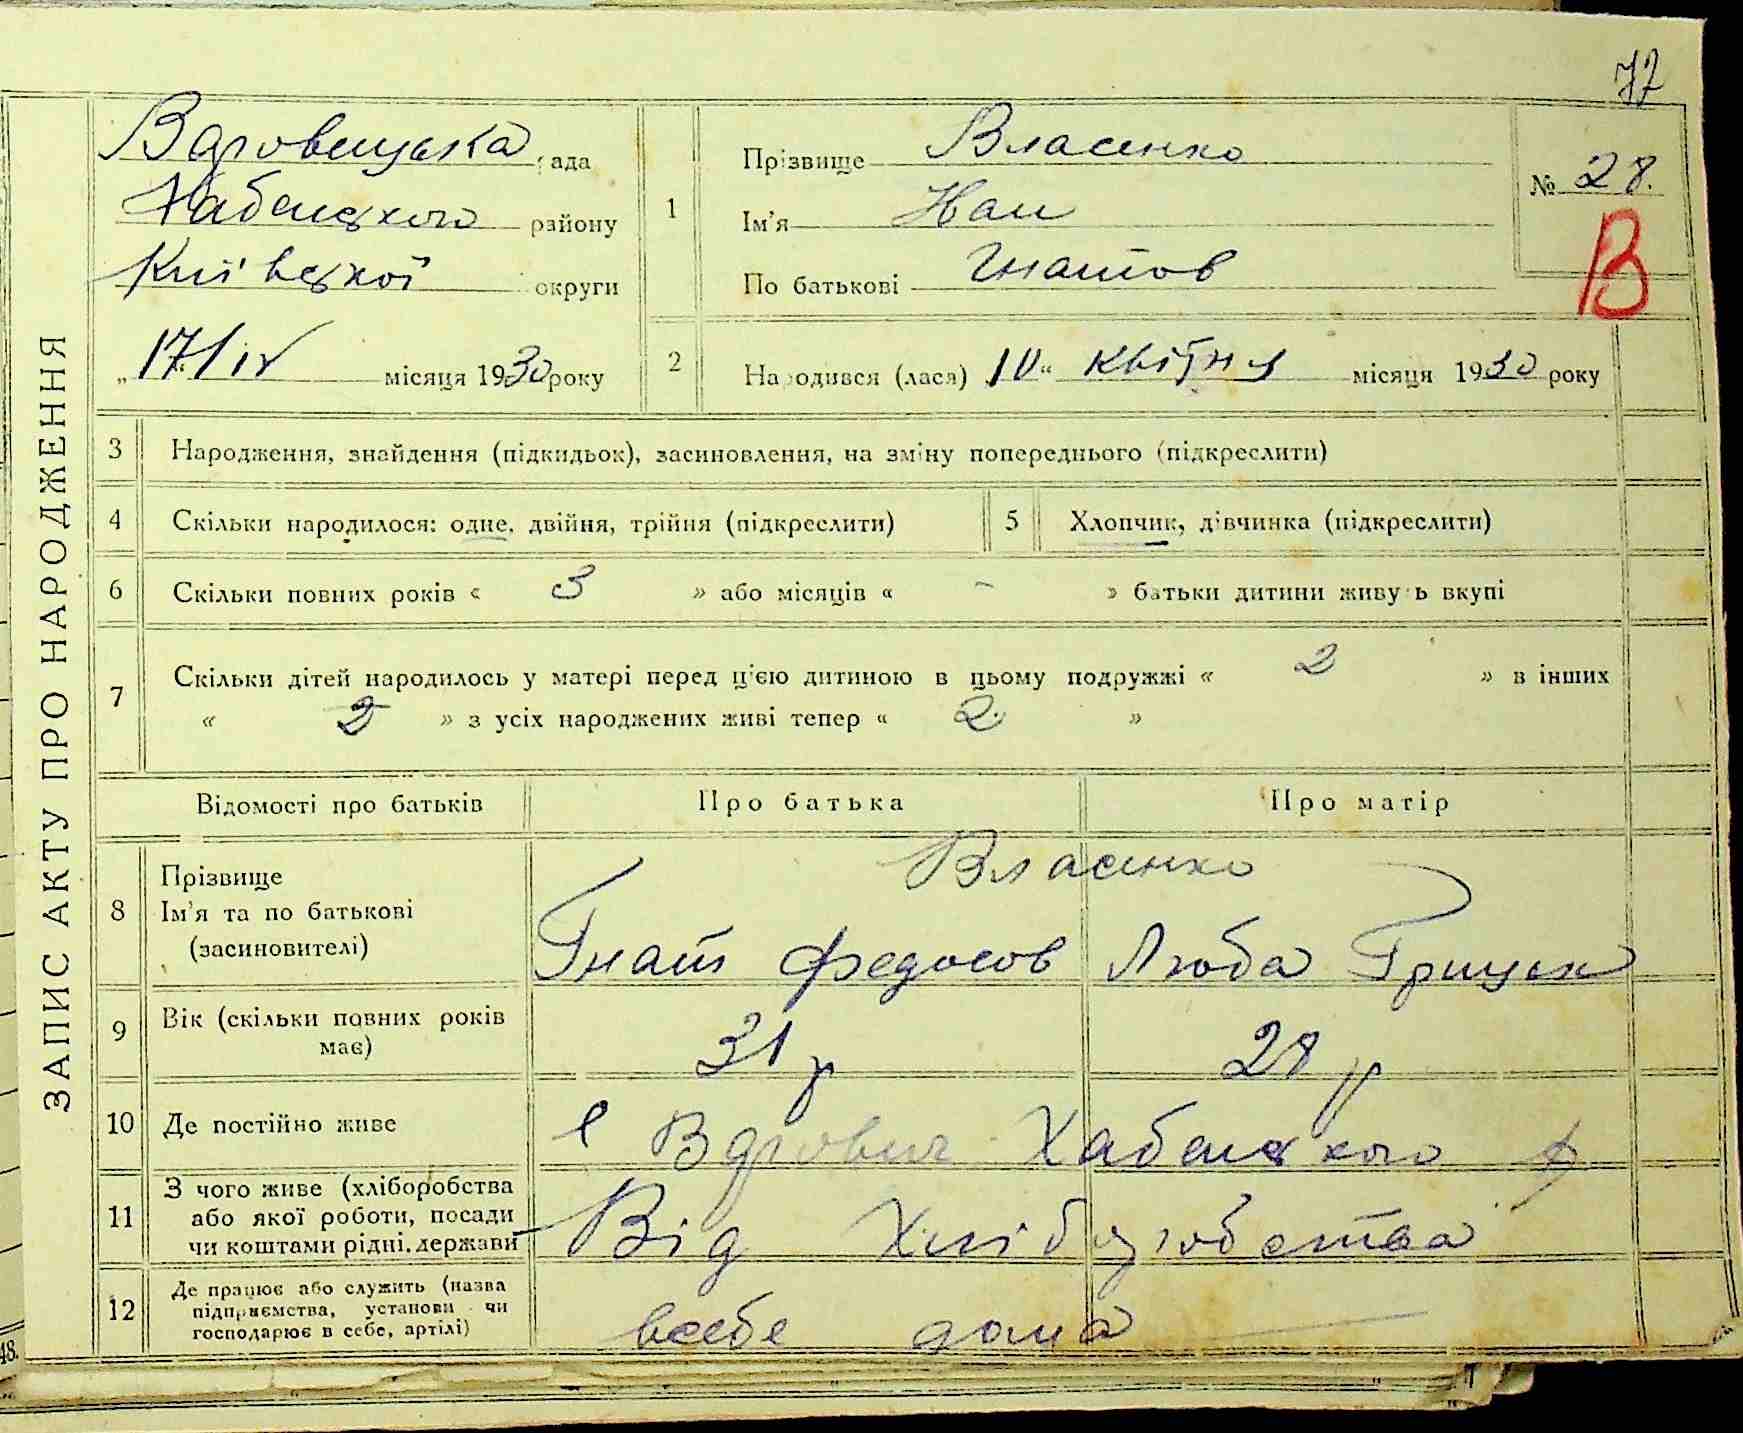 77
ЗАПИС АКТУ ПРО НАРОДЖЕННЯ
Вдровицька рада
Хабенського району
Київської округи
„17“/IV місяця 1930 року
1
Прізвище Власенко
Ім'я Іван
По батькові Гнатов
№ 28.
В
2
Народився (лася) 10“ квітня місяця 1930 року
3 Народження, знайдення (підкидьок), засиновлення, на зміну попереднього (підкреслити)
4 Скільки народилося: одне, двійня, трійня (підкреслити) 5 Хлопчик, дівчинка (підкреслити)
6 Скільки повних років « 3 » або місяців « - » батьки дитини живуть вкупі
7 Скільки дітей народилось у матері перед цією дитиною в цьому подружжі « 2 » в інших
« 2 » з усіх народжених живі тепер « 2. »
Відомості про батьків Про батька Про матір
8 Прізвище
Ім'я та по батькові
(засиновителі)
Власенко
Гнат Федосов Люба Грицьк
9 Вік (скільки повних років має) 31 р 28 р
10 Де постійно живе с Вдрович Хабенського р
11 З чого живе (хліборобства
або якої роботи, посади
чи коштами рідні, держави
Від Хліборобства
12 Де працює або служить (назва
підприємства, установи чи
господарює в себе, артілі)
всебе дома
48.